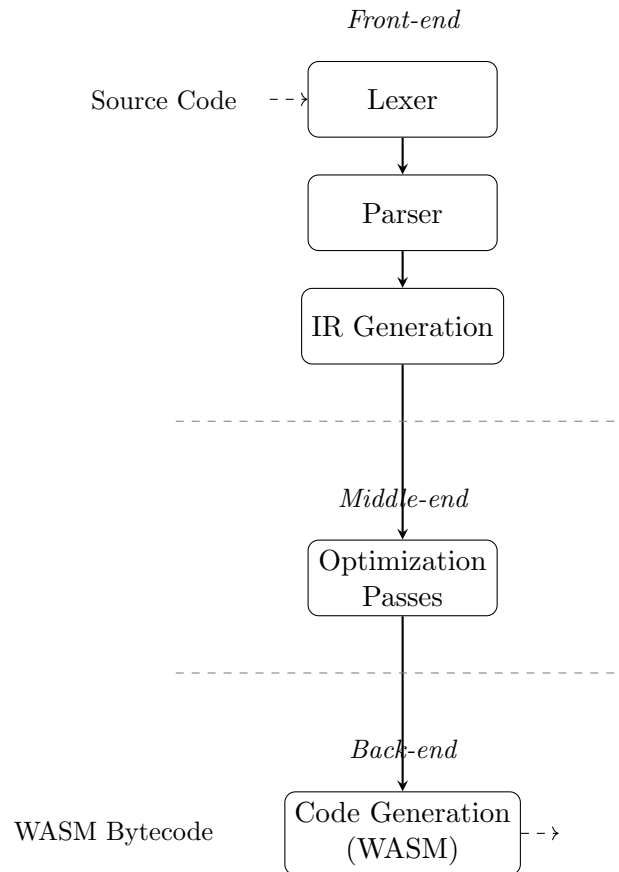 Front-end
Source Code
Lexer
Parser
IR Generation
Middle-end
Optimization
Passes
Back-end
WASM Bytecode
Code Generation
(WASM)